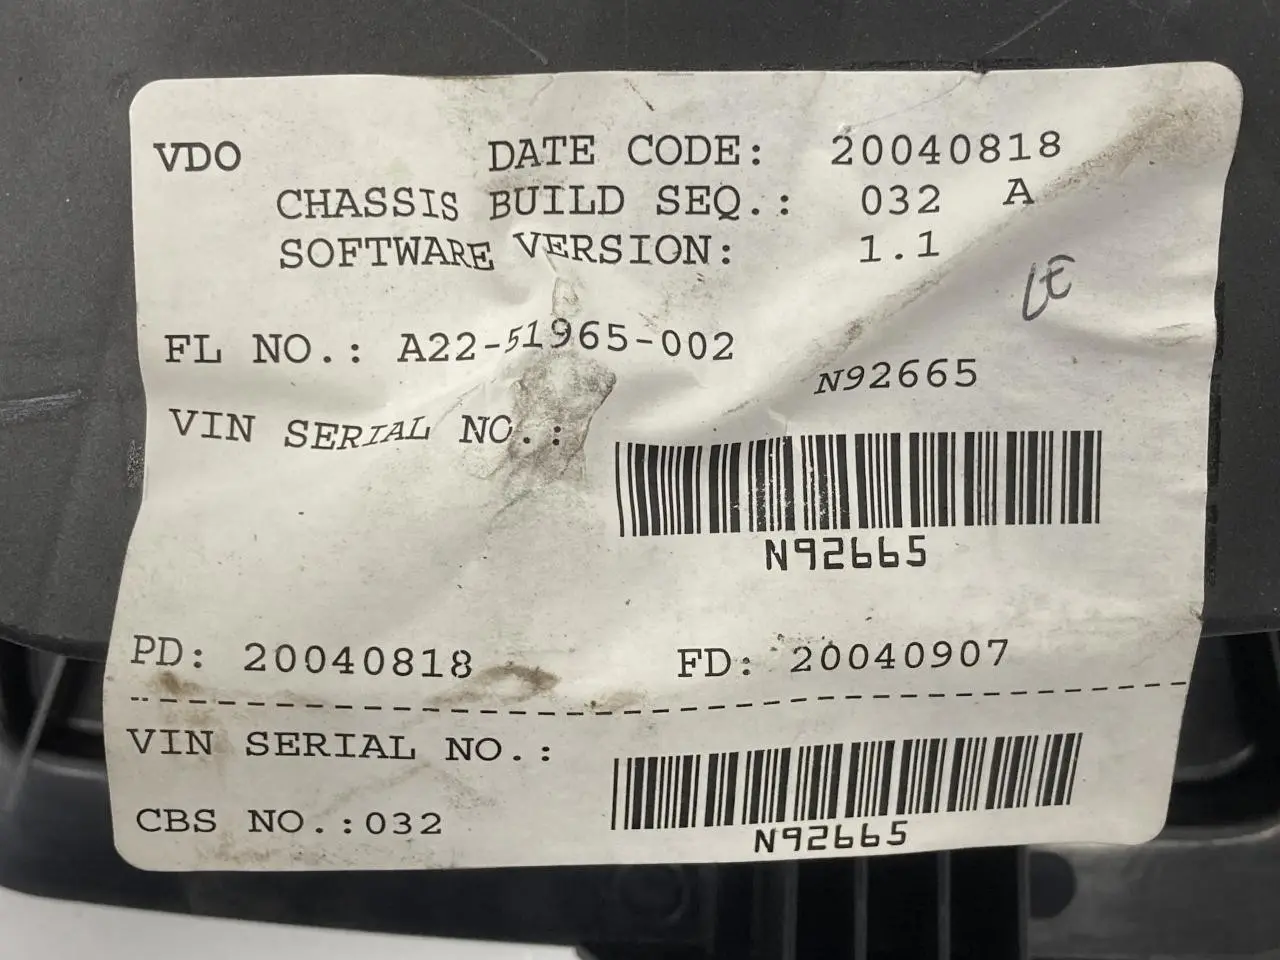 VDO DATE CODE: 20040818
CHASSIS BUILD SEQ.: 032 A
SOFTWARE VERSION: 1.1
FL NO.: A22-51965-002
N92665
VIN SERIAL NO.:
N92665
PD: 20040818 FD: 20040907
VIN SERIAL NO.:
CBS NO.:032
N92665